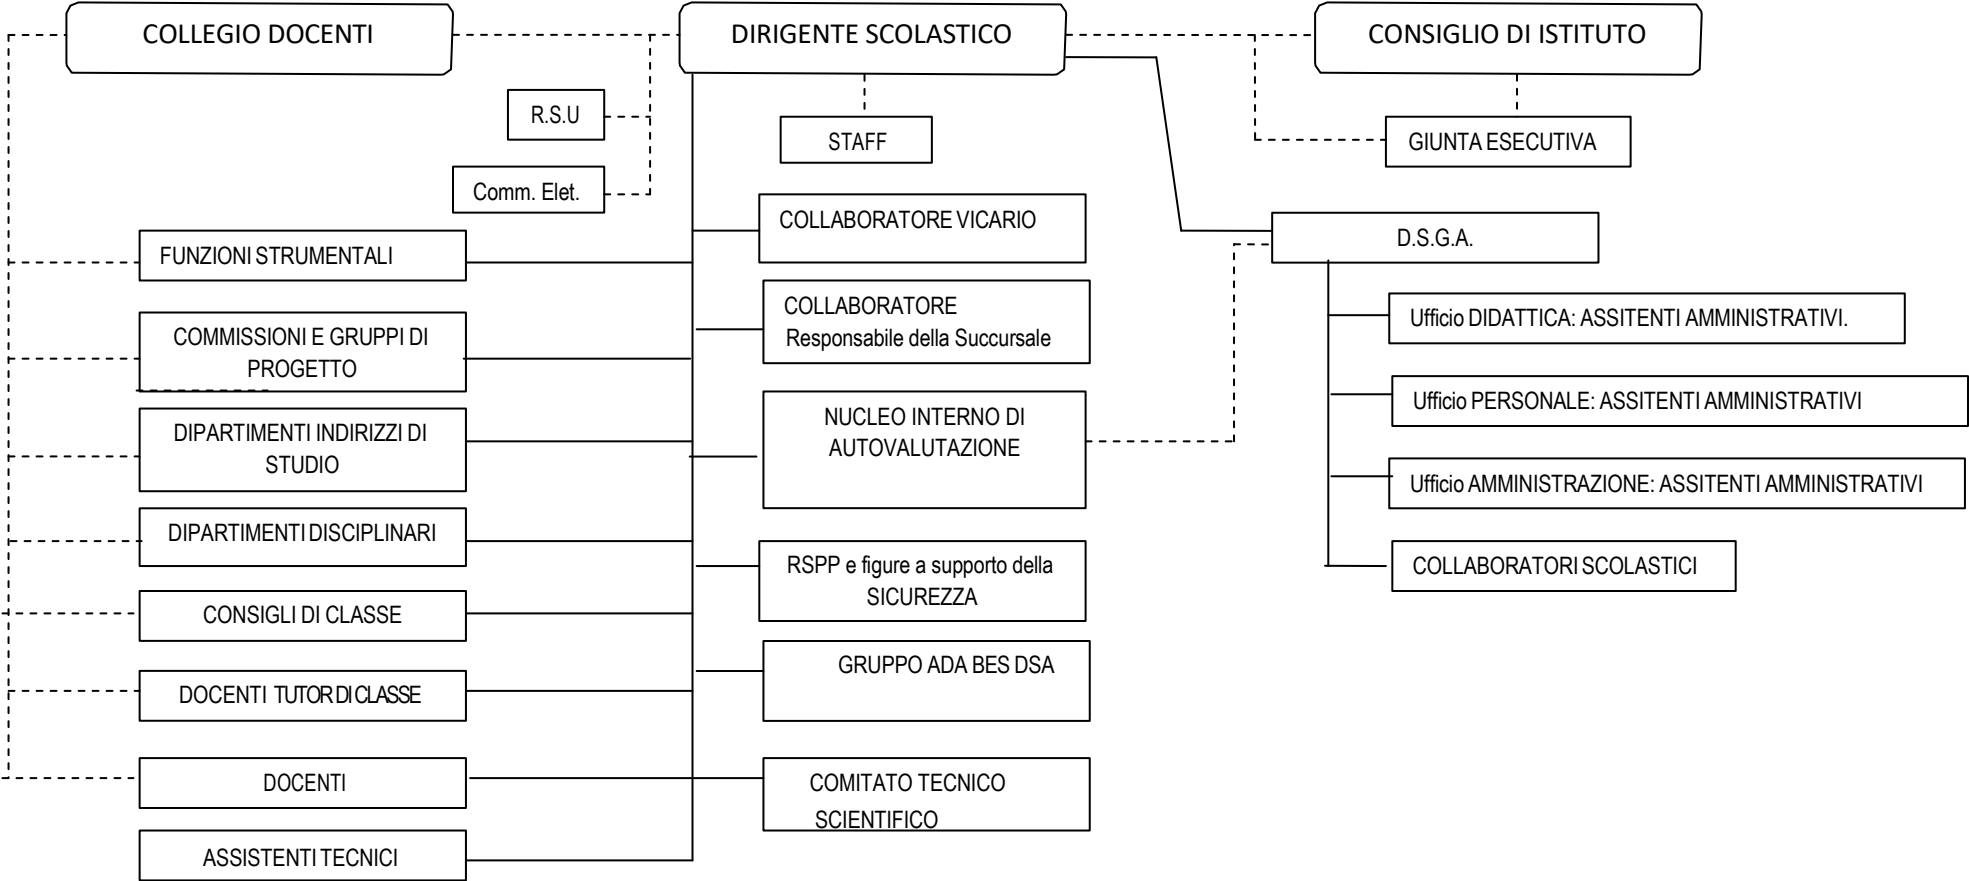 COLLEGIO DOCENTI
DIRIGENTE SCOLASTICO
CONSIGLIO DI ISTITUTO
R.S.U
STAFF
GIUNTA ESECUTIVA
Comm. Elet.
COLLABORATORE VICARIO
D.S.G.A.
FUNZIONI STRUMENTALI
COLLABORATORE
Responsabile della Succursale
Ufficio DIDATTICA: ASSITENTI AMMINISTRATIVI.
COMMISSIONI E GRUPPI DI
PROGETTO
Ufficio PERSONALE: ASSITENTI AMMINISTRATIVI
NUCLEO INTERNO DI
AUTOVALUTAZIONE
DIPARTIMENTI INDIRIZZI DI
STUDIO
Ufficio AMMINISTRAZIONE: ASSITENTI AMMINISTRATIVI
DIPARTIMENTI DISCIPLINARI
RSPP e figure a supporto della
SICUREZZA
COLLABORATORI SCOLASTICI
CONSIGLI DI CLASSE
GRUPPO ADA BES DSA
DOCENTI TUTOR DI CLASSE
DOCENTI
COMITATO TECNICO
SCIENTIFICO
ASSISTENTI TECNICI